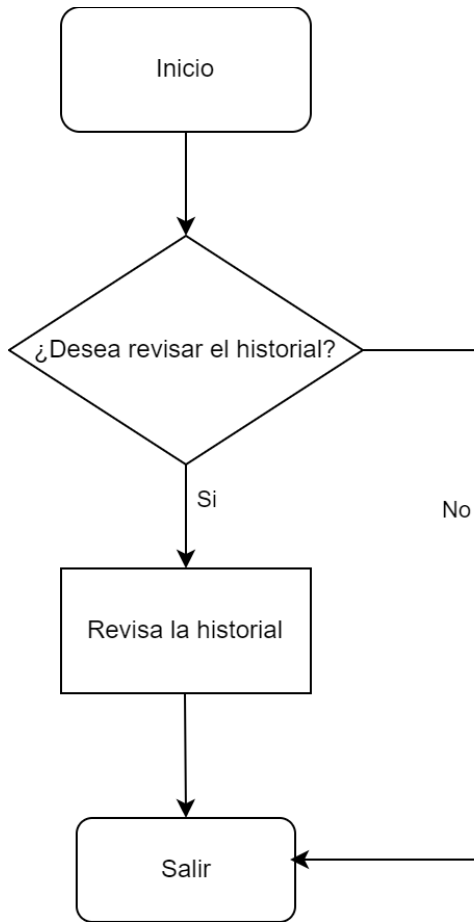 Inicio
¿Desea revisar el historial?
Si
No
Revisa la historial
Salir